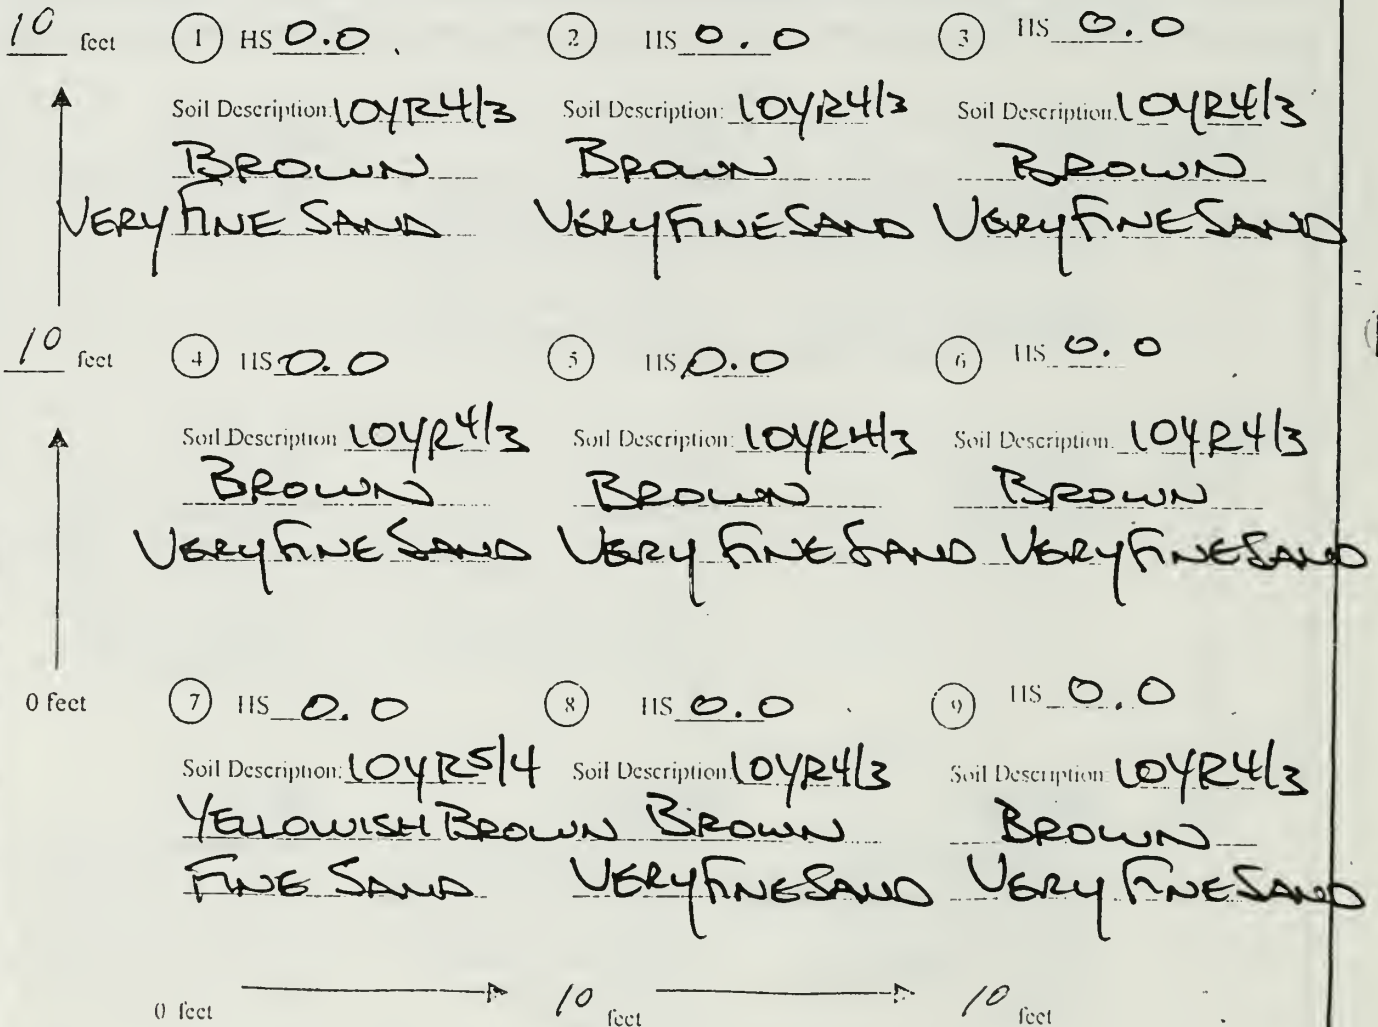 10 feet 1 HS 0.0 2 HS 0.0 3 HS 0.0
Soil Description: 10YR4/3 Soil Description: 10YR4/3 Soil Description: 10YR4/3
BROWN BROWN BROWN
VERY FINE SAND VERY FINE SAND VERY FINE SAND
10 feet 4 HS 0.0 5 HS 0.0 6 HS 0.0
Soil Description 10YR4/3 Soil Description: 10YR4/3 Soil Description. 10YR4/3
BROWN BROWN BROWN
VERY FINE SAND VERY FINE SAND VERY FINE SAND
0 feet 7 HS 0.0 8 HS 0.0 9 HS 0.0
Soil Description: 10YR5/4 Soil Description: 10YR4/3 Soil Description: 10YR4/3
YELLOWISH BROWN BROWN BROWN
FINE SAND VERY FINE SAND VERY FINE SAND
0 feet 10 feet 10 feet